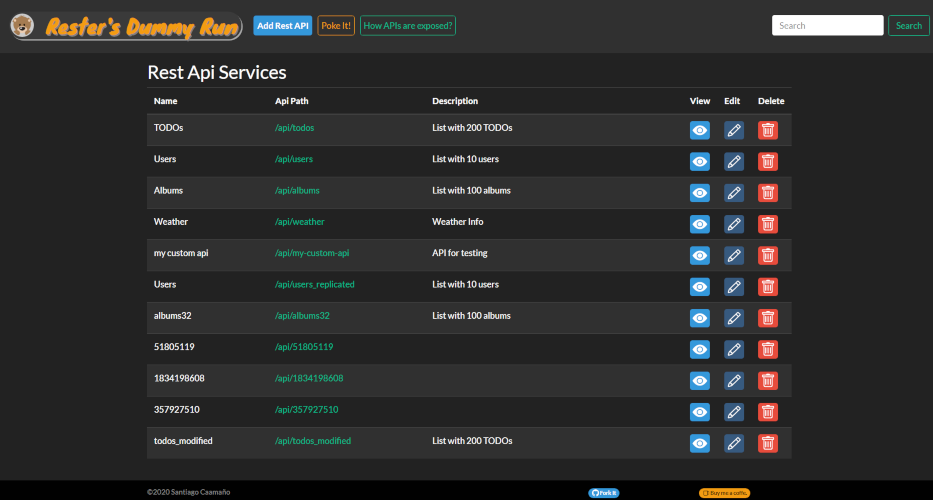 Rester's Dummy Run Add Rest API Poke It! How APIs are exposed? Search Search
Rest Api Services
Name Api Path Description View Edit Delete
TODOs /api/todos List with 200 TODOs
Users /api/users List with 10 users
Albums /api/albums List with 100 albums
Weather /api/weather Weather Info
my custom api /api/my-custom-api API for testing
Users /api/users_replicated List with 10 users
albums32 /api/albums32 List with 100 albums
51805119 /api/51805119
1834198608 /api/1834198608
357927510 /api/357927510
todos_modified /api/todos_modified List with 200 TODOs
©2020 Santiago Caamaño Fork it Buy me a coffe.